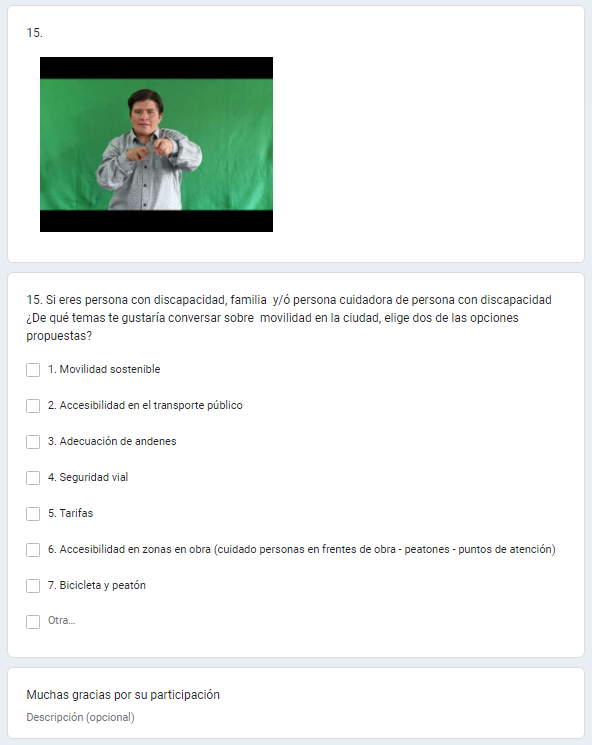 15.
15. Si eres persona con discapacidad, familia  y/ó persona cuidadora de persona con discapacidad
¿De qué temas te gustaría conversar sobre  movilidad en la ciudad, elige dos de las opciones
propuestas?
1. Movilidad sostenible
2. Accesibilidad en el transporte público
3. Adecuación de andenes
4. Seguridad vial
5. Tarifas
6. Accesibilidad en zonas en obra (cuidado personas en frentes de obra - peatones - puntos de atención)
7. Bicicleta y peatón
Otra...
Muchas gracias por su participación
Descripción (opcional)